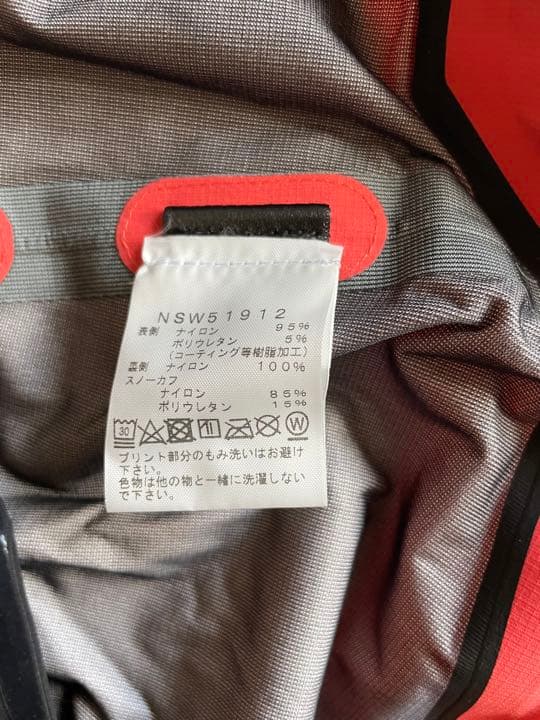 NSW51912
表側 ナイロン 95%
ポリウレタン 5%
(コーティング等樹脂加工)
裏側 ナイロン 100%
スノーカフ
ナイロン 85%
ポリウレタン 15%
30 W
プリント部分のもみ洗いはお避け
下さい。
色物は他の物と一緒に洗濯しない
で下さい。